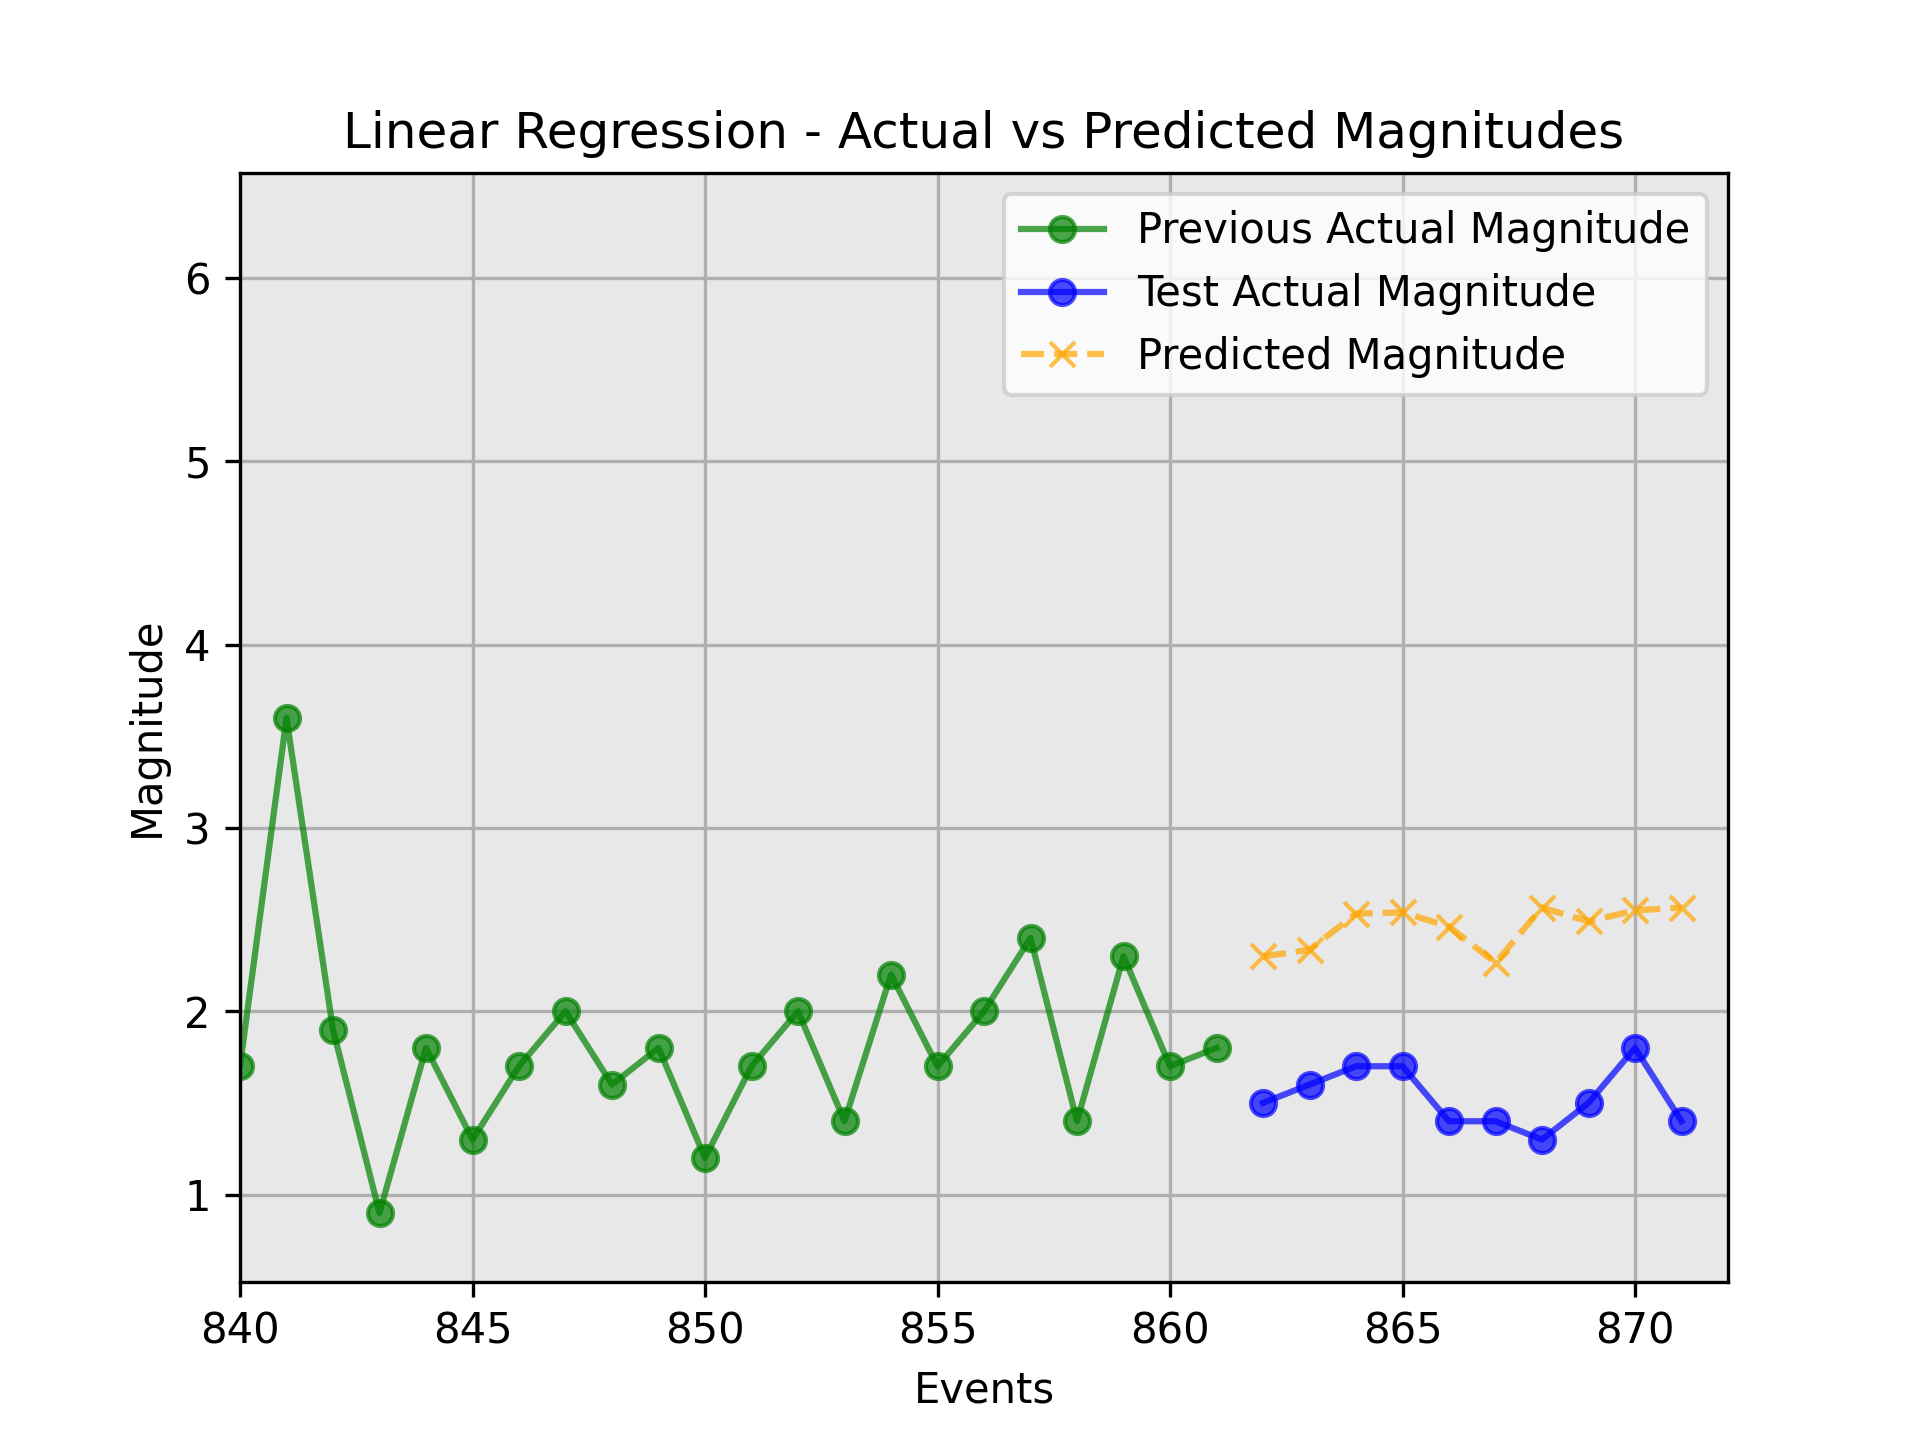 Linear Regression - Actual vs Predicted Magnitudes
Previous Actual Magnitude
Test Actual Magnitude
Predicted Magnitude
Magnitude
6
5
4
3
2
1
840 845 850 855 860 865 870
Events